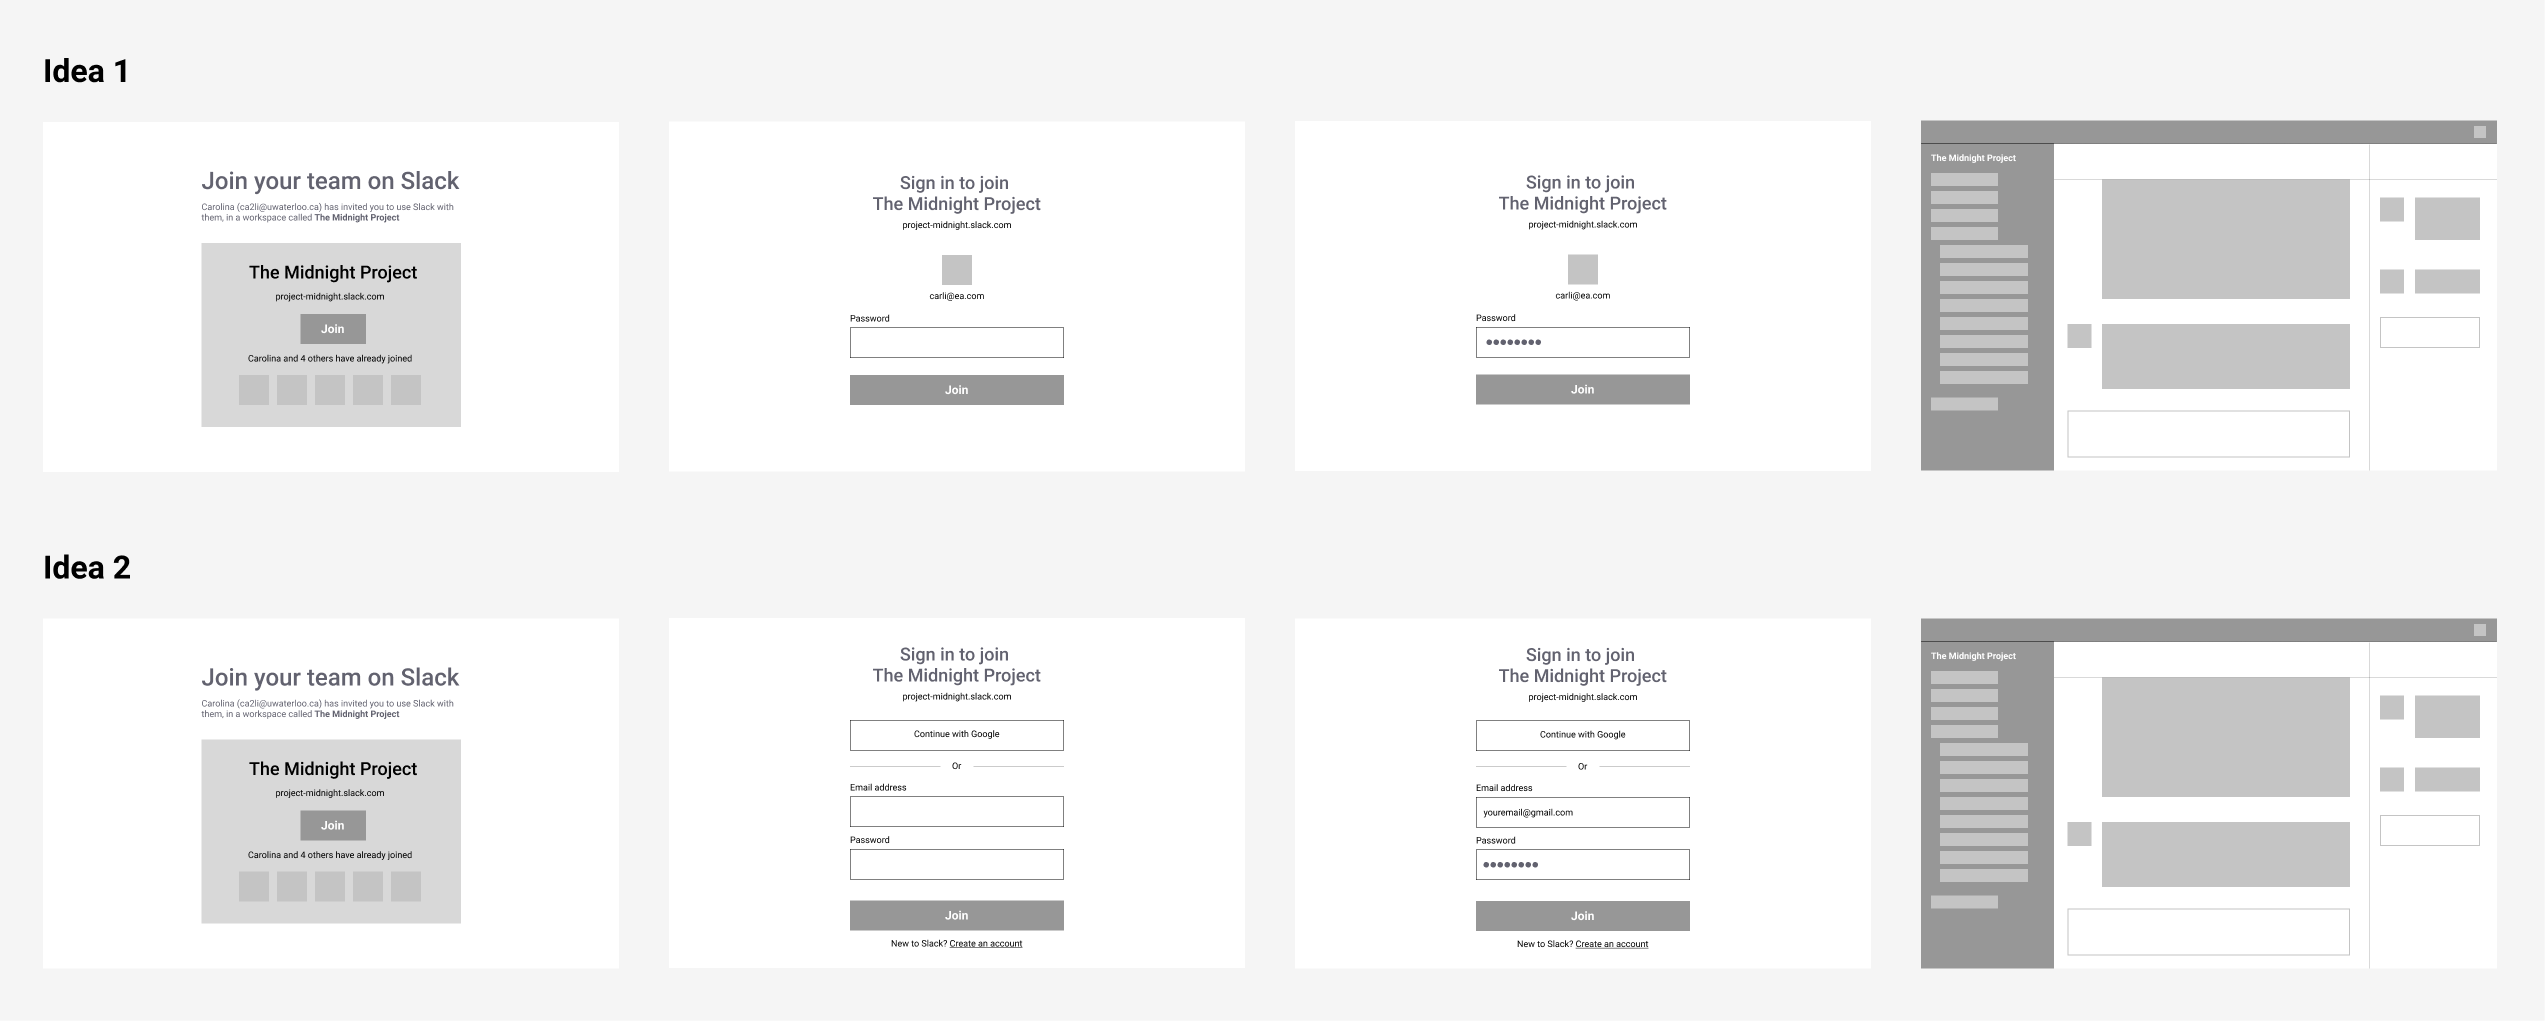 Idea 1
Join your team on Slack
Carolina (ca2li@uwaterloo.ca) has invited you to use Slack with
them, in a workspace called The Midnight Project
The Midnight Project
project-midnight.slack.com
Join
Carolina and 4 others have already joined
Sign in to join
The Midnight Project
project-midnight.slack.com
carli@ea.com
Password
Join
Sign in to join
The Midnight Project
project-midnight.slack.com
carli@ea.com
Password
••••••••
Join
The Midnight Project
Idea 2
Join your team on Slack
Carolina (ca2li@uwaterloo.ca) has invited you to use Slack with
them, in a workspace called The Midnight Project
The Midnight Project
project-midnight.slack.com
Join
Carolina and 4 others have already joined
Sign in to join
The Midnight Project
project-midnight.slack.com
Continue with Google
Or
Email address
Password
Join
New to Slack? Create an account
Sign in to join
The Midnight Project
project-midnight.slack.com
Continue with Google
Or
Email address
youremail@gmail.com
Password
••••••••
Join
New to Slack? Create an account
The Midnight Project